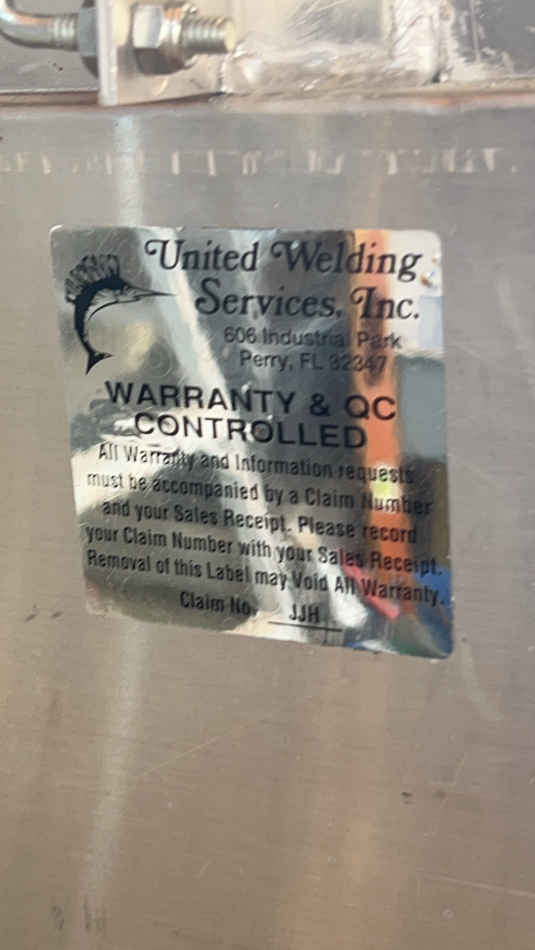 United Welding
Services, Inc.
606 Industrial Park
Perry, FL 32347
WARRANTY & QC
CONTROLLED
All Warranty and Information requests
must be accompanied by a Claim Number
and your Sales Receipt. Please record
your Claim Number with your Sales Receipt.
Removal of this Label may Void All Warranty.
Claim No. JJH